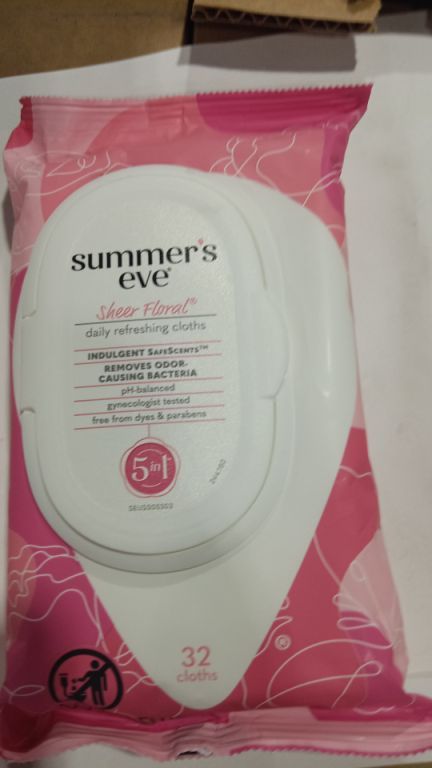 summer's
eve®
Sheer Floral®
daily refreshing cloths
INDULGENT SAFESCENTS™
REMOVES ODOR-
CAUSING BACTERIA
pH-balanced
gynecologist tested
free from dyes & parabens
5 in 1
®
32
cloths